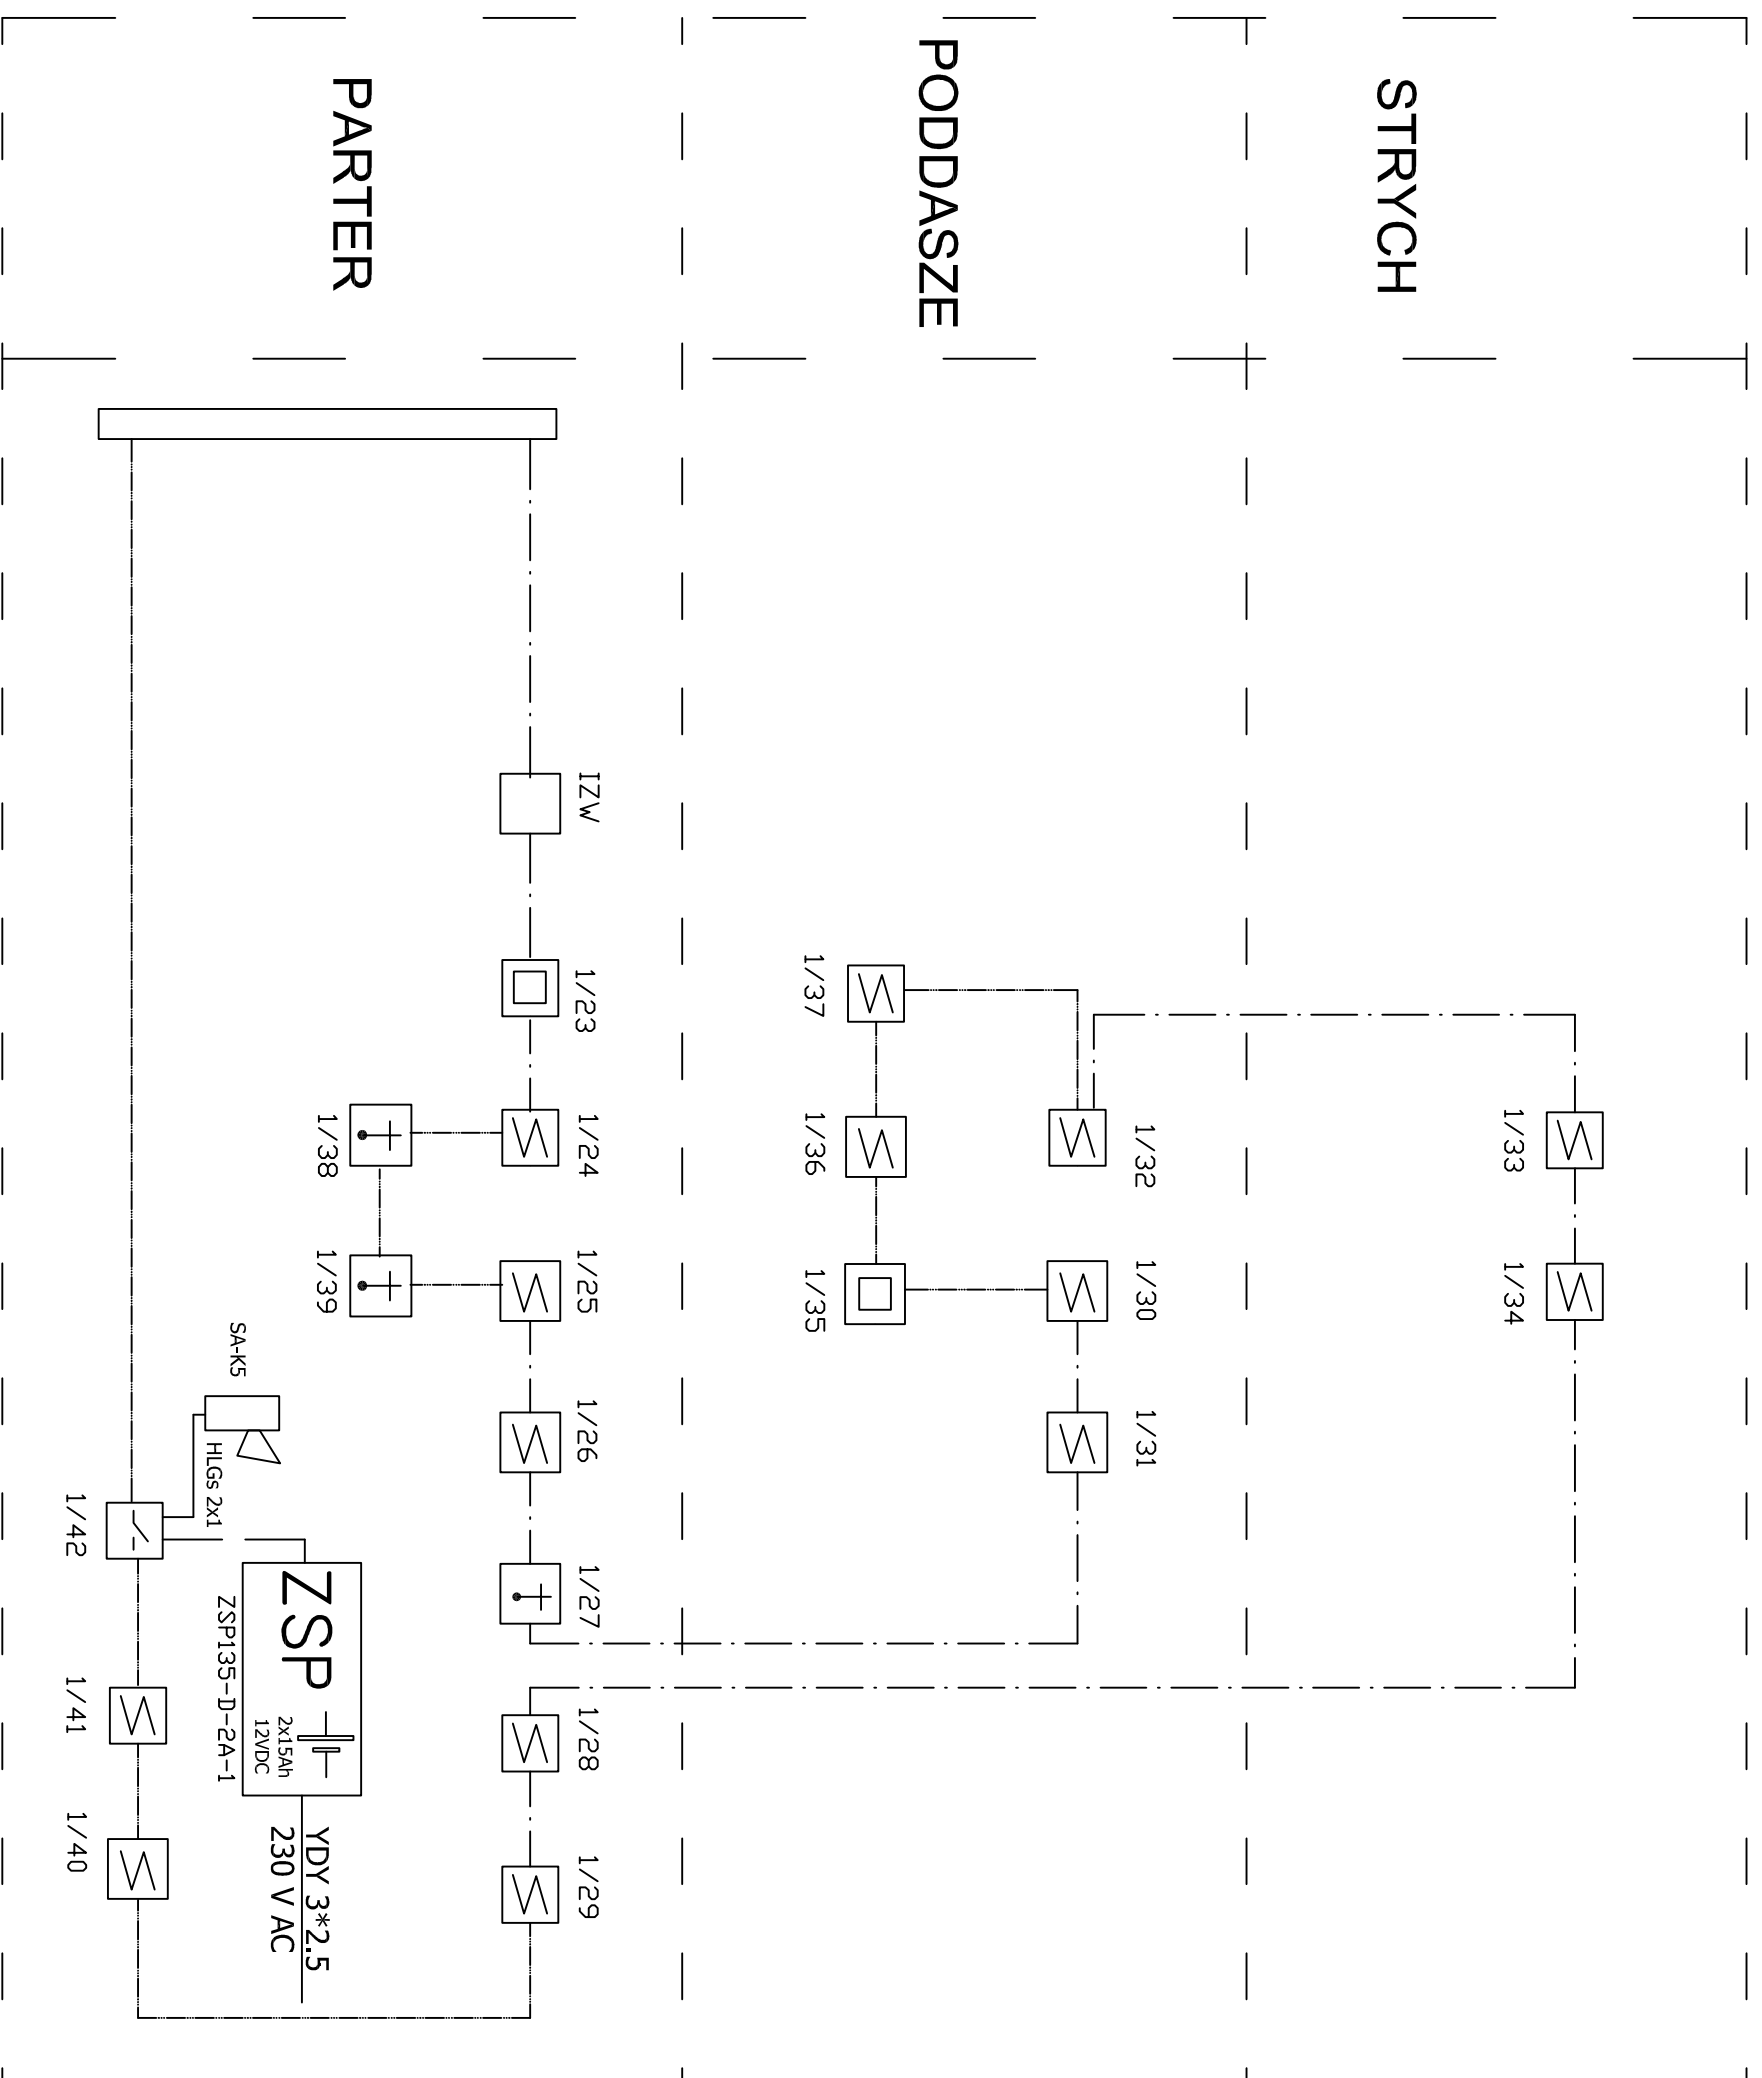 STRYCH
1/33
1/34
PODDASZE
1/32
1/30
1/31
1/37
1/36
1/35
PARTER
IZW
1/23
1/24
1/25
1/26
1/27
1/28
1/29
1/38
1/39
SA-K5
HLGs 2x1
ZSP
2x15Ah
12VDC
ZSP135-D-2A-1
YDY 3*2.5
230 V AC
1/42
1/41
1/40